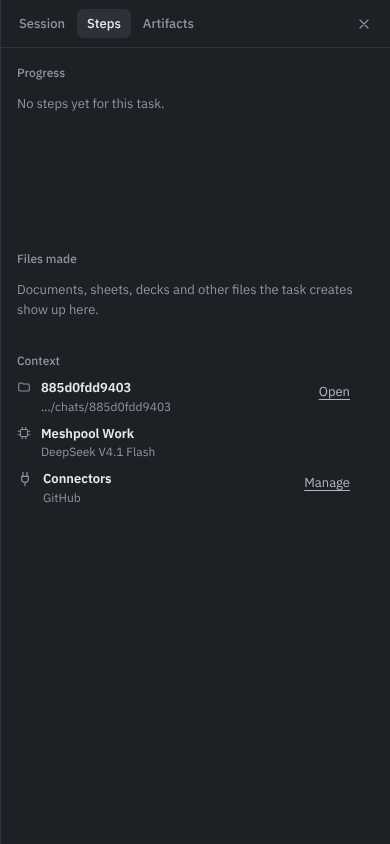 Session
Steps
Artifacts
Progress
No steps yet for this task.
Files made
Documents, sheets, decks and other files the task creates
show up here.
Context
885d0fdd9403
.../chats/885d0fdd9403
Open
Meshpool Work
DeepSeek V4.1 Flash
Connectors
GitHub
Manage